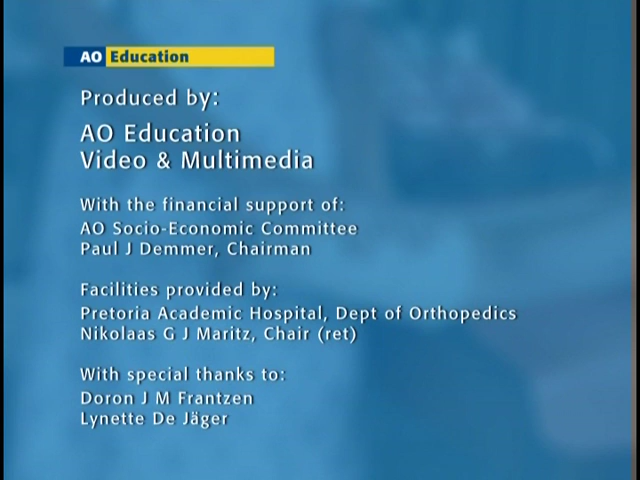 AO Education
Produced by:
AO Education
Video & Multimedia
With the financial support of:
AO Socio-Economic Committee
Paul J Demmer, Chairman
Facilities provided by:
Pretoria Academic Hospital, Dept of Orthopedics
Nikolaas G J Maritz, Chair (ret)
With special thanks to:
Doron J M Frantzen
Lynette De Jäger